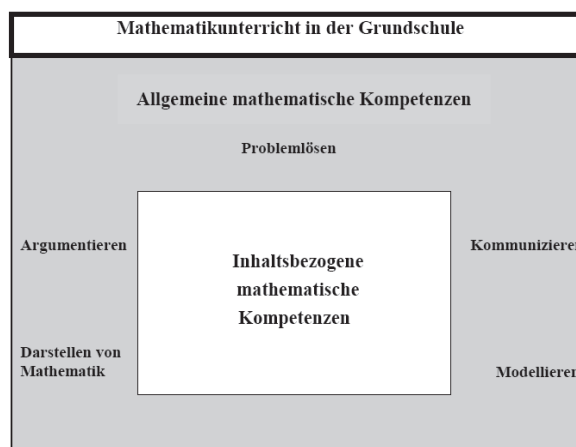 Mathematikunterricht in der Grundschule
Allgemeine mathematische Kompetenzen
Problemlösen
Argumentieren
Kommunizieren
Inhaltsbezogene
mathematische
Kompetenzen
Darstellen von
Mathematik
Modellieren